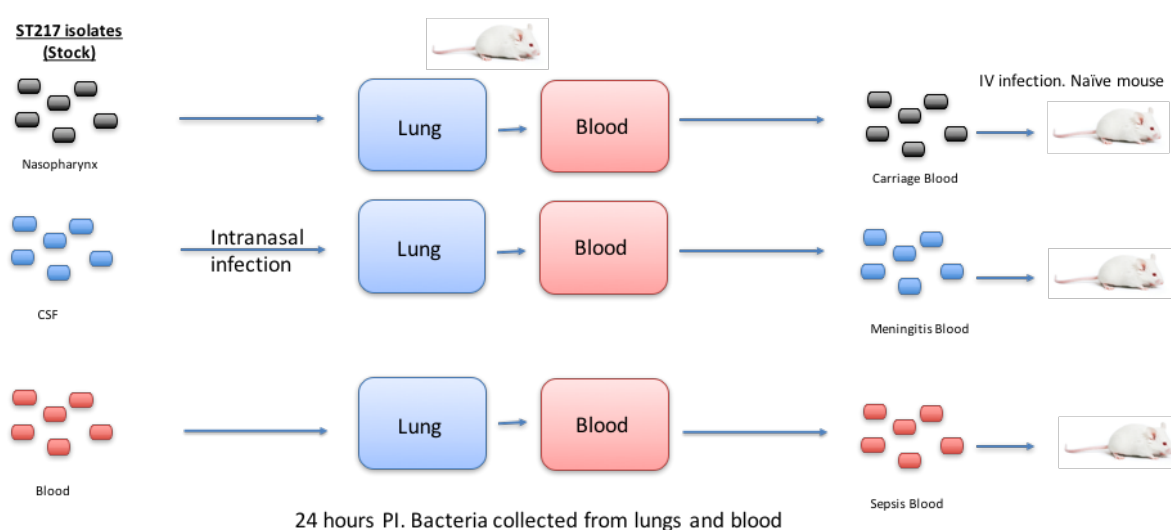 ST217 isolates
(Stock)
IV infection. Naïve mouse
Lung
Blood
Nasopharynx
Carriage Blood
Intranasal
infection
Lung
Blood
CSF
Meningitis Blood
Lung
Blood
Blood
Sepsis Blood
24 hours PI. Bacteria collected from lungs and blood